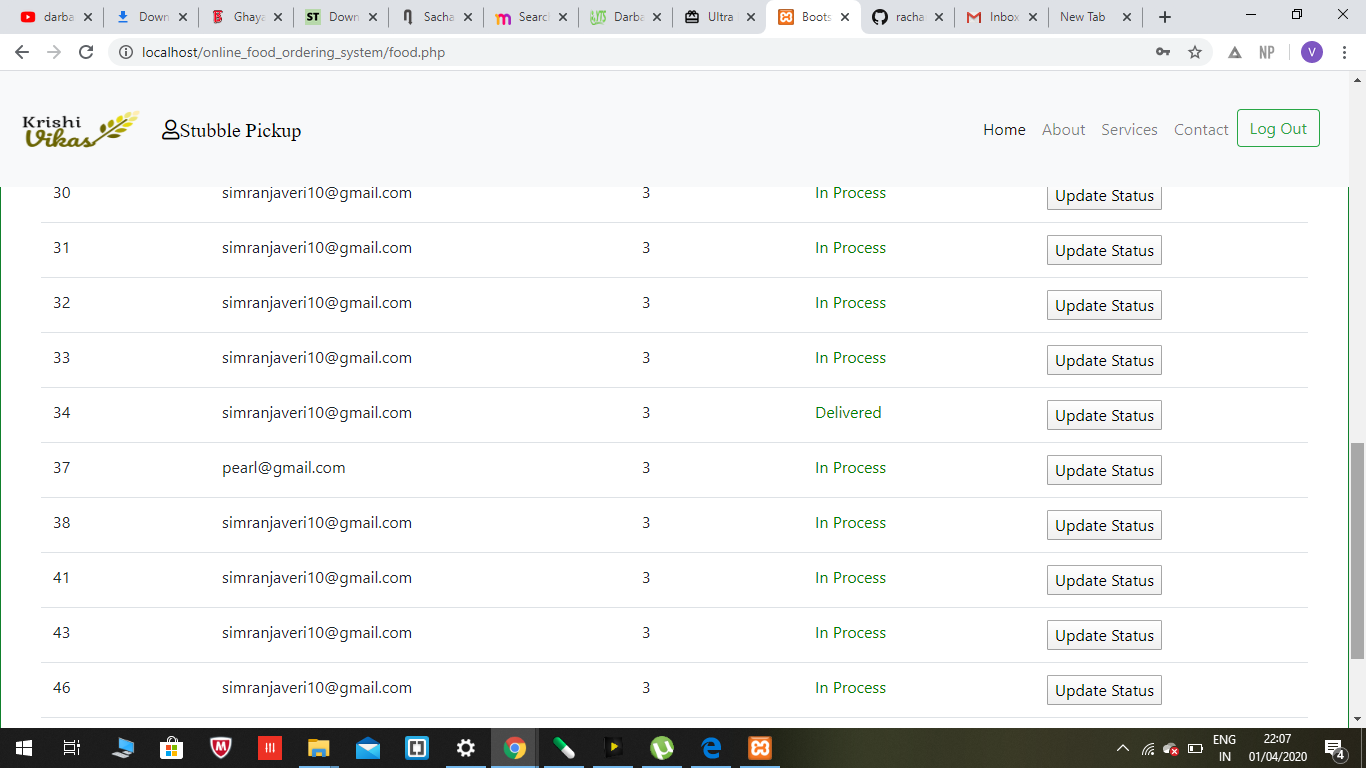 darba Down Ghaya ST Down Sacha Searc Darba Ultra Boots racha Inbox New Tab
localhost/online_food_ordering_system/food.php NP V
Krishi Vikas Stubble Pickup Home About Services Contact Log Out
30 simranjaveri10@gmail.com 3 In Process Update Status
31 simranjaveri10@gmail.com 3 In Process Update Status
32 simranjaveri10@gmail.com 3 In Process Update Status
33 simranjaveri10@gmail.com 3 In Process Update Status
34 simranjaveri10@gmail.com 3 Delivered Update Status
37 pearl@gmail.com 3 In Process Update Status
38 simranjaveri10@gmail.com 3 In Process Update Status
41 simranjaveri10@gmail.com 3 In Process Update Status
43 simranjaveri10@gmail.com 3 In Process Update Status
46 simranjaveri10@gmail.com 3 In Process Update Status
ENG 22:07
IN 01/04/2020 4